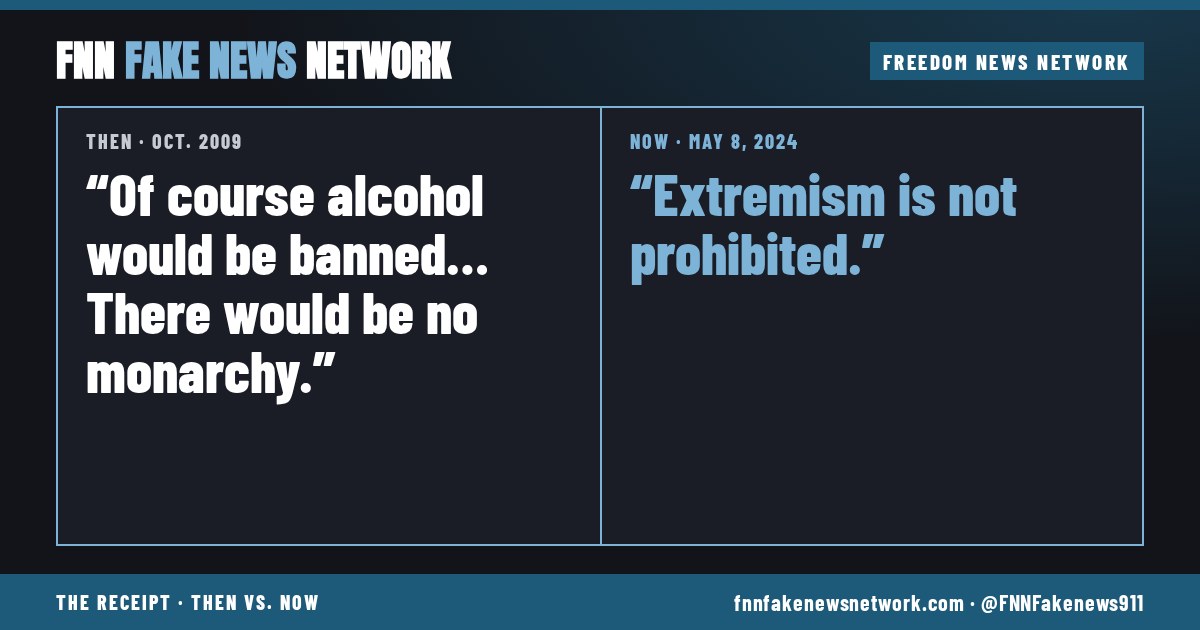 FNN FAKE NEWS NETWORK
FREEDOM NEWS NETWORK
THEN · OCT. 2009
“Of course alcohol
would be banned...
There would be no
monarchy.”
NOW · MAY 8, 2024
“Extremism is not
prohibited.”
THE RECEIPT · THEN VS. NOW
fnnfakenewsnetwork.com · @FNNFakenews911